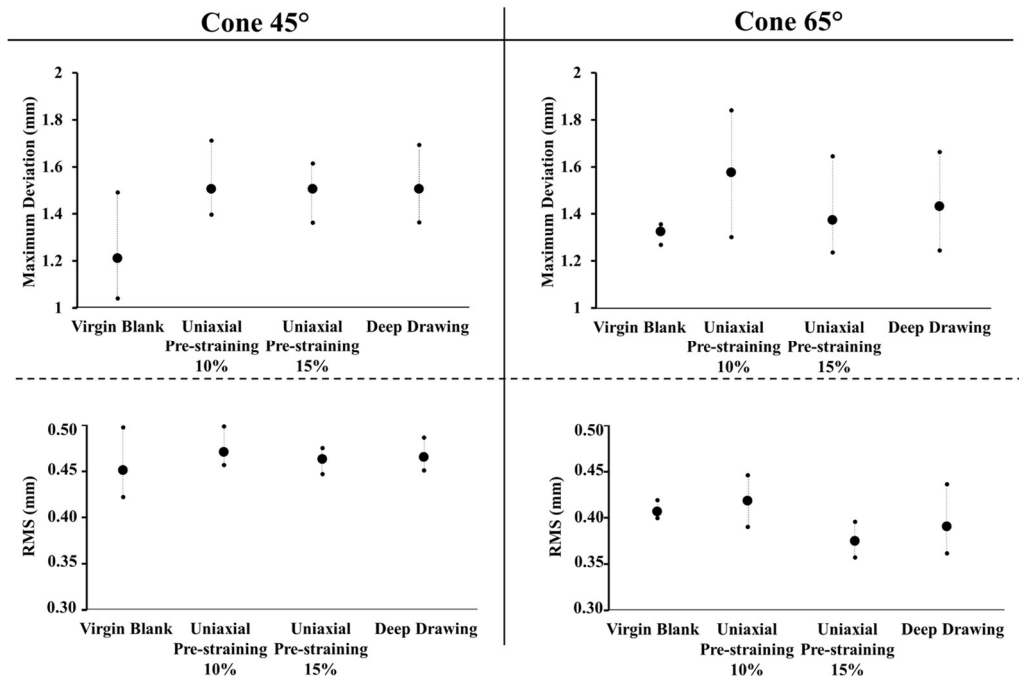 Cone 45°
Cone 65°
Maximum Deviation (mm)
2
1.8
1.6
1.4
1.2
1
Virgin Blank
Uniaxial
Pre-straining
10%
Uniaxial
Pre-straining
15%
Deep Drawing
Maximum Deviation (mm)
2
1.8
1.6
1.4
1.2
1
Virgin Blank
Uniaxial
Pre-straining
10%
Uniaxial
Pre-straining
15%
Deep Drawing
RMS (mm)
0.50
0.45
0.40
0.35
0.30
Virgin Blank
Uniaxial
Pre-straining
10%
Uniaxial
Pre-straining
15%
Deep Drawing
RMS (mm)
0.50
0.45
0.40
0.35
0.30
Virgin Blank
Uniaxial
Pre-straining
10%
Uniaxial
Pre-straining
15%
Deep Drawing